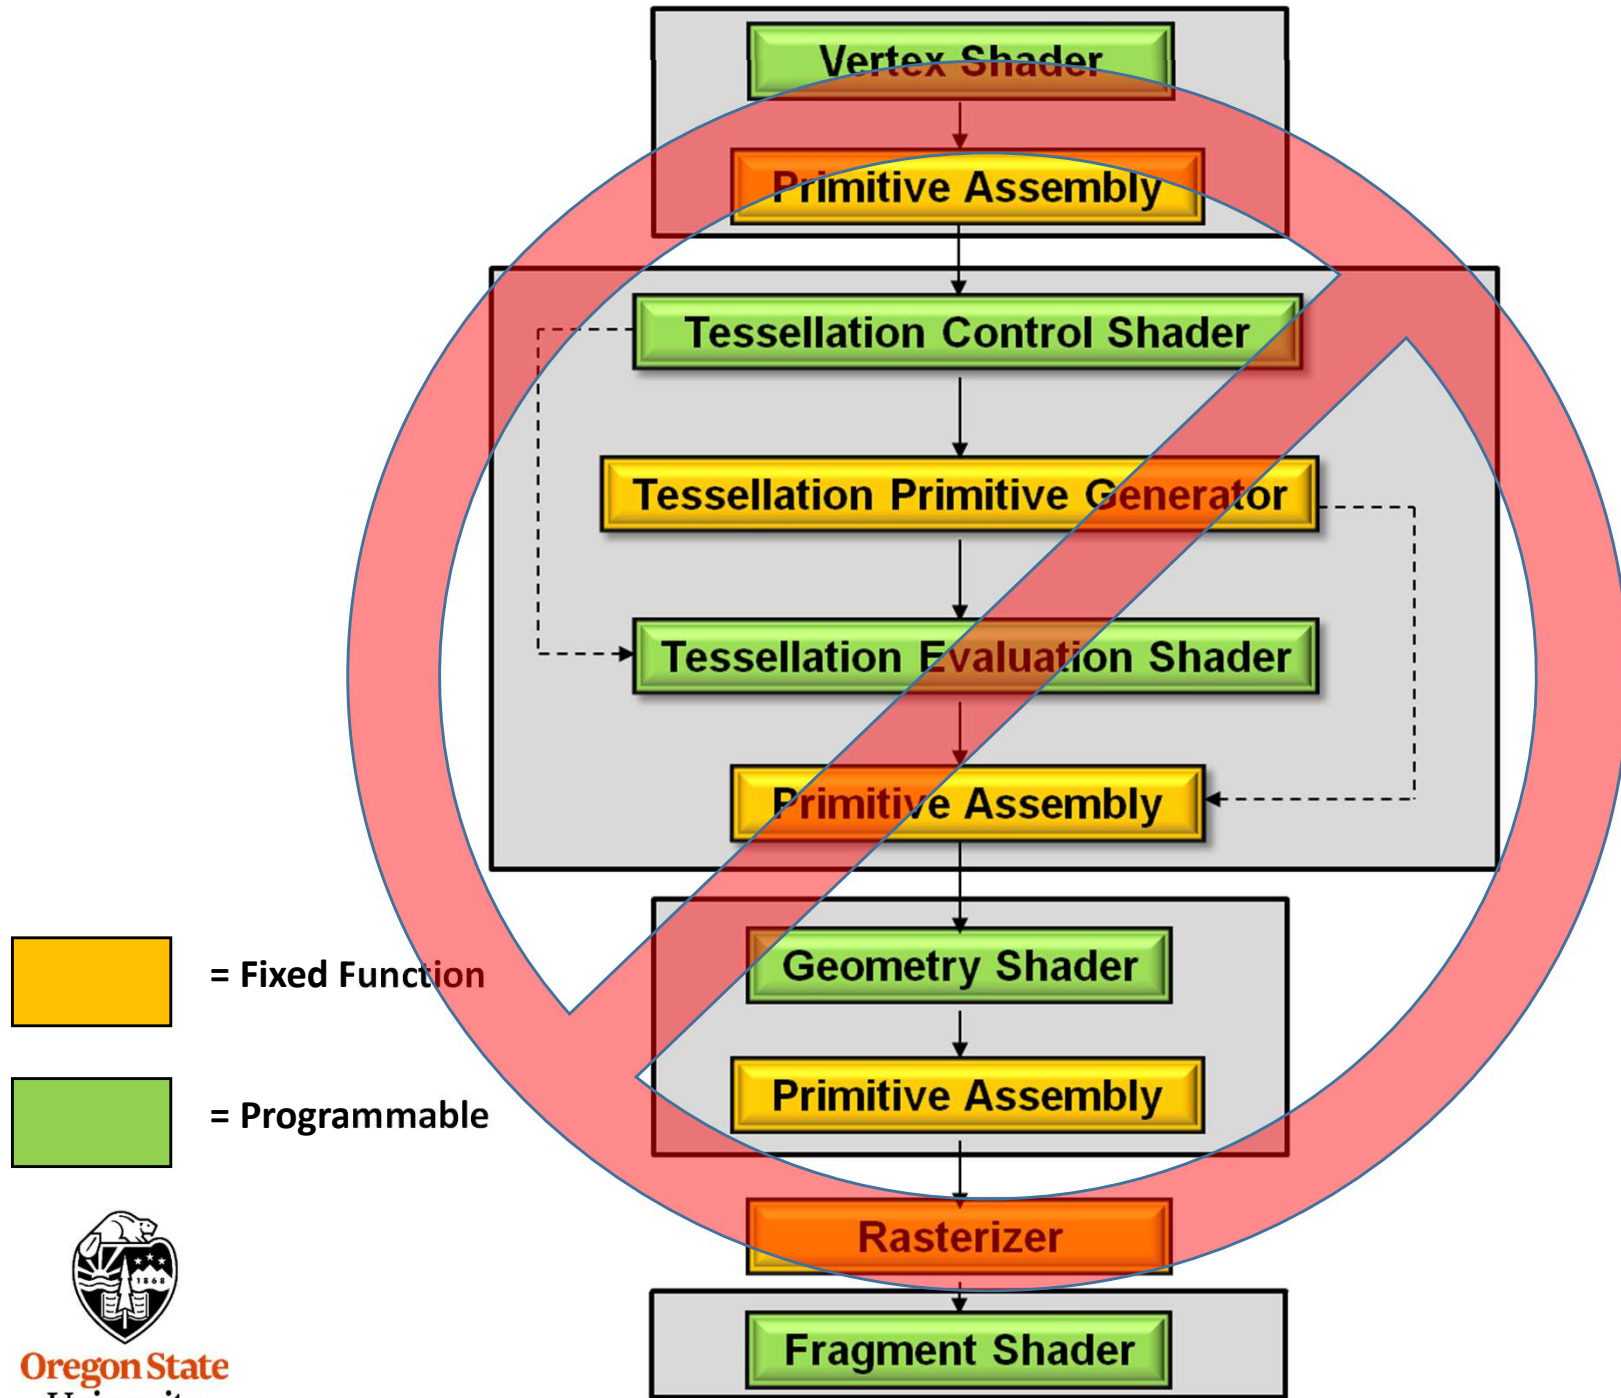 Vertex Shader
Primitive Assembly
Tessellation Control Shader
Tessellation Primitive Generator
Tessellation Evaluation Shader
Primitive Assembly
Geometry Shader
Primitive Assembly
Rasterizer
Fragment Shader
= Fixed Function
= Programmable
1868
Oregon State